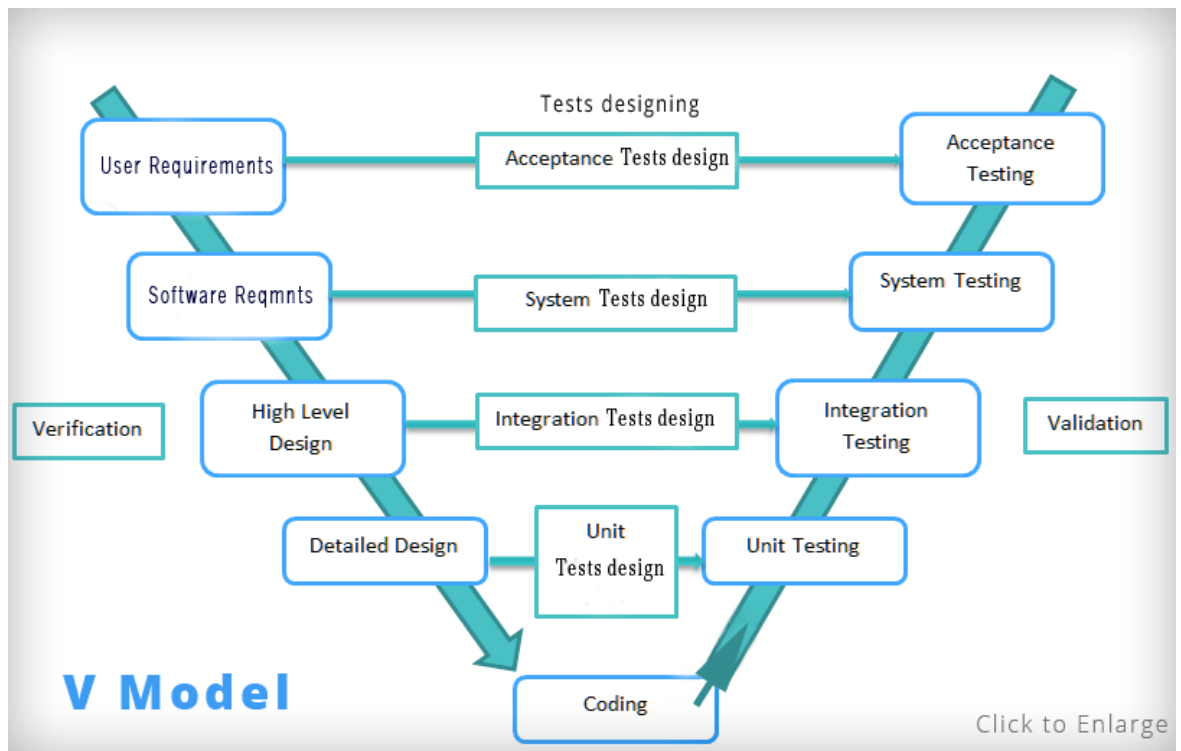 Tests designing
User Requirements
Acceptance Tests design
Acceptance
Testing
Software Reqmnts
System Tests design
System Testing
Verification
High Level
Design
Integration Tests design
Integration
Testing
Validation
Detailed Design
Unit
Tests design
Unit Testing
V Model
Coding
Click to Enlarge